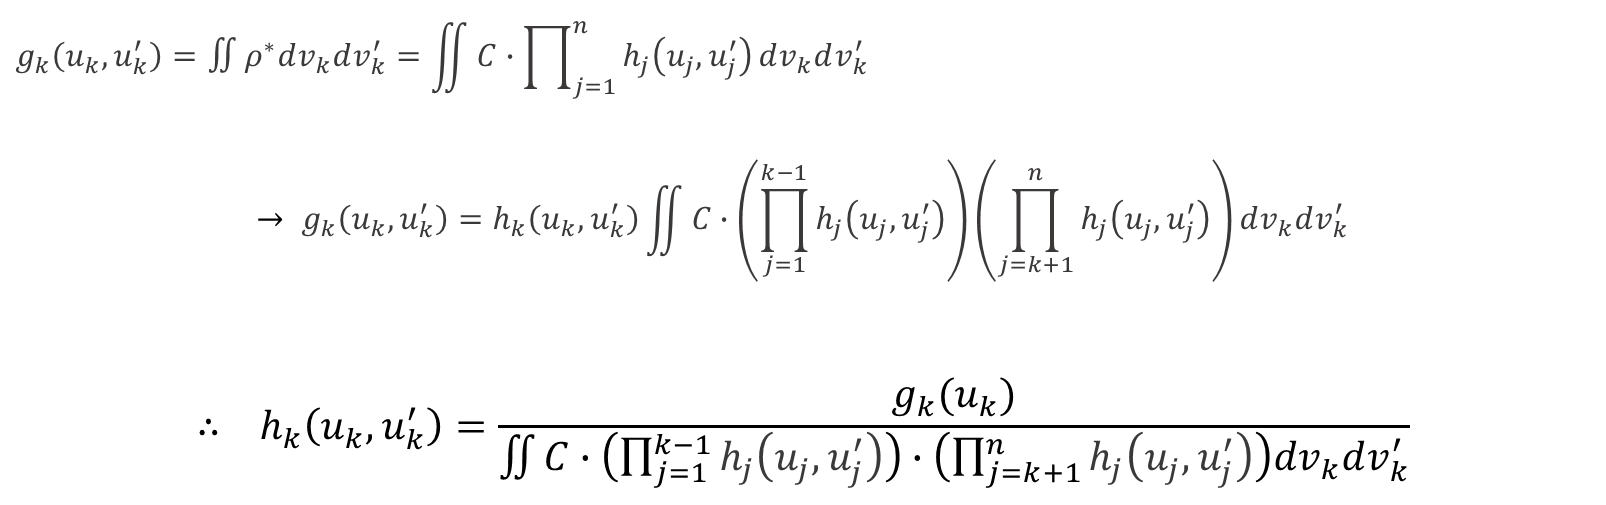 g_k(u_k, u′_k) = ∬ ρ* dv_k dv′_k = ∬ C · ∏_{j=1}^{n} h_j(u_j, u′_j) dv_k dv′_k
→ g_k(u_k, u′_k) = h_k(u_k, u′_k) ∬ C · (∏_{j=1}^{k−1} h_j(u_j, u′_j)) (∏_{j=k+1}^{n} h_j(u_j, u′_j)) dv_k dv′_k
∴ h_k(u_k, u′_k) = g_k(u_k) / ∬ C · (∏_{j=1}^{k−1} h_j(u_j, u′_j)) · (∏_{j=k+1}^{n} h_j(u_j, u′_j)) dv_k dv′_k